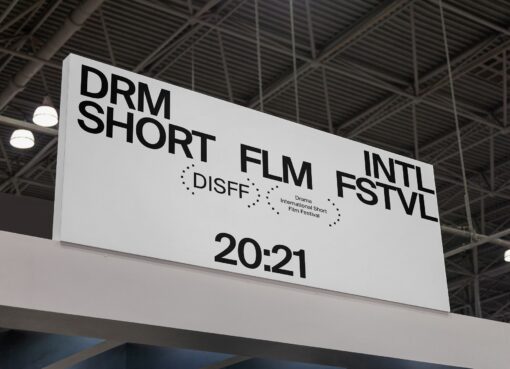 DRM
SHORT FLM INTL
FSTVL
DISFF
Drama
International Short
Film Festival
20:21